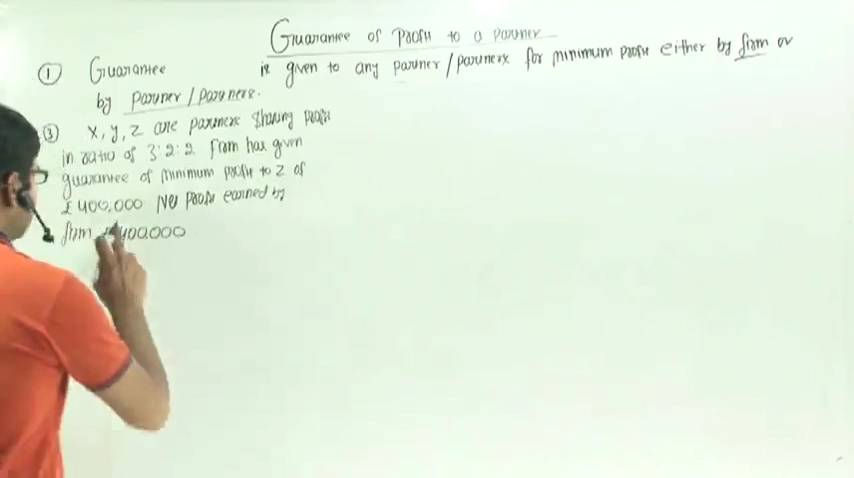 Guarantee of Profit to a Partner
① Guarantee is given to any partner/partners for minimum profit either by firm or
by partner/partners.
③ X, Y, Z are partners sharing profit
in ratio of 3:2:2 firm has given
guarantee of minimum profit to Z of
₹400,000 Net profit earned by
firm 400,000